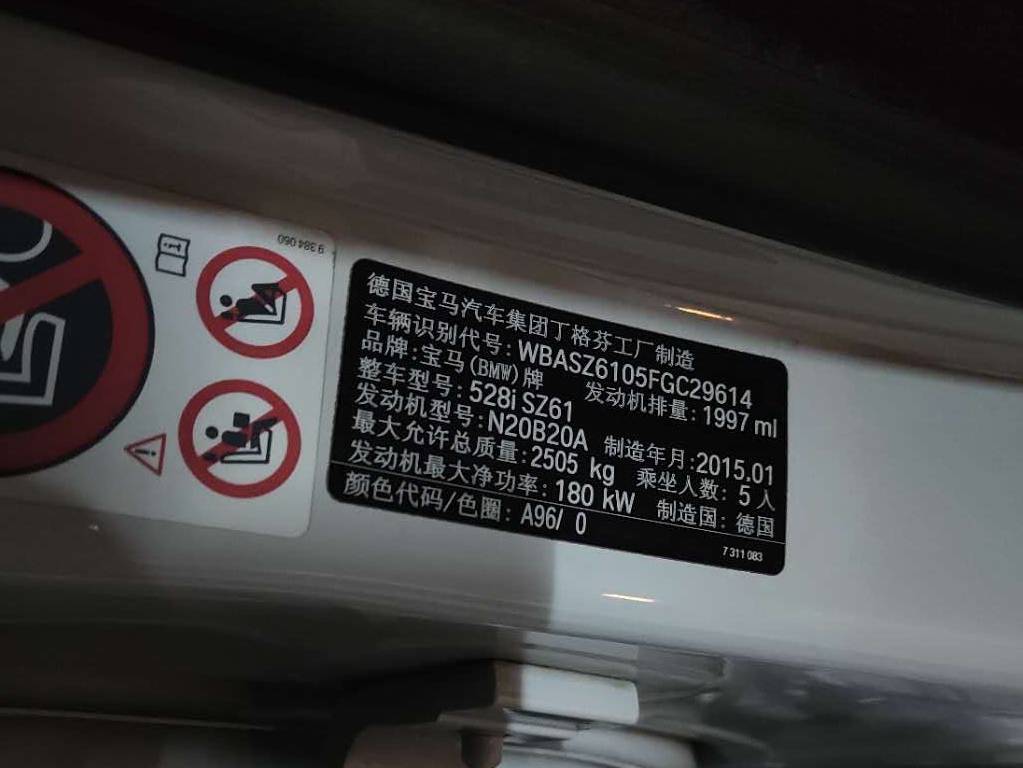 9 384 060
德国宝马汽车集团丁格芬工厂制造
车辆识别代号:WBASZ6105FGC29614
品牌:宝马(BMW)牌 发动机排量:1997 ml
整车型号:528i SZ61
发动机型号:N20B20A 制造年月:2015.01
最大允许总质量:2505 kg 乘坐人数:5人
发动机最大净功率:180 kW 制造国:德国
颜色代码/色圈:A96/ 0
7 311 083